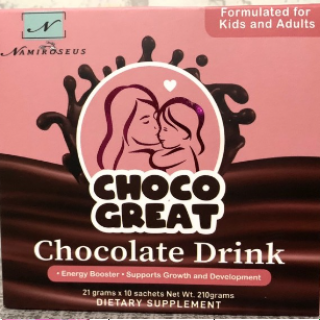 Formulated for
Kids and Adults
NAMIROSEUS
CHOCO
GREAT
Chocolate Drink
• Energy Booster • Supports Growth and Development
21 grams x 10 sachets Net Wt. 210grams
DIETARY SUPPLEMENT